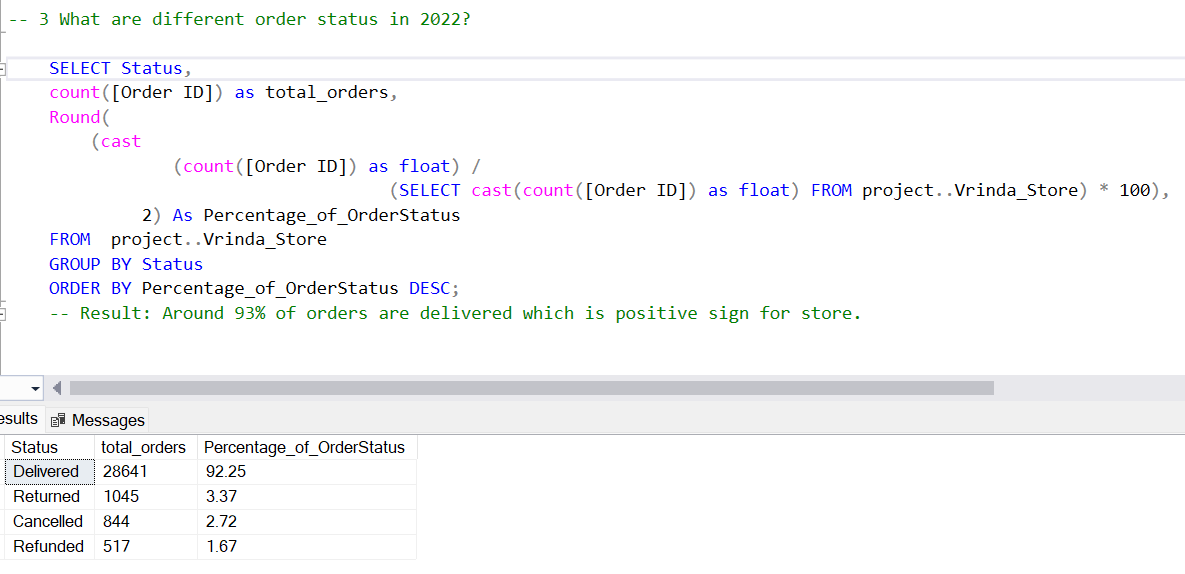 -- 3 What are different order status in 2022?
SELECT Status,
count([Order ID]) as total_orders,
Round(
(cast
(count([Order ID]) as float) /
(SELECT cast(count([Order ID]) as float) FROM project..Vrinda_Store) * 100),
2) As Percentage_of_OrderStatus
FROM  project..Vrinda_Store
GROUP BY Status
ORDER BY Percentage_of_OrderStatus DESC;
-- Result: Around 93% of orders are delivered which is positive sign for store.
esults Messages
Status total_orders Percentage_of_OrderStatus
Delivered 28641 92.25
Returned 1045 3.37
Cancelled 844 2.72
Refunded 517 1.67